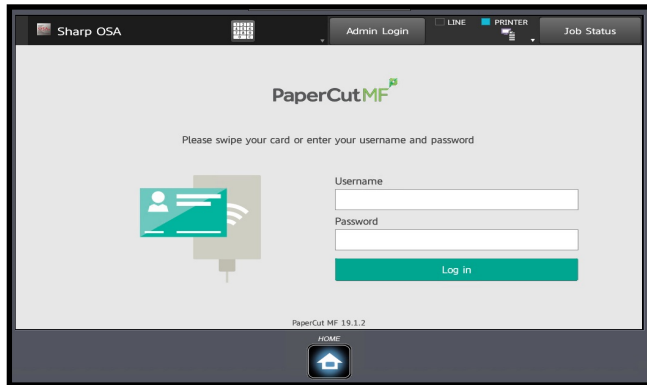 Sharp OSA
Admin Login
LINE
PRINTER
Job Status
PaperCutMF
Please swipe your card or enter your username and password
Username
Password
Log in
PaperCut MF 19.1.2
HOME